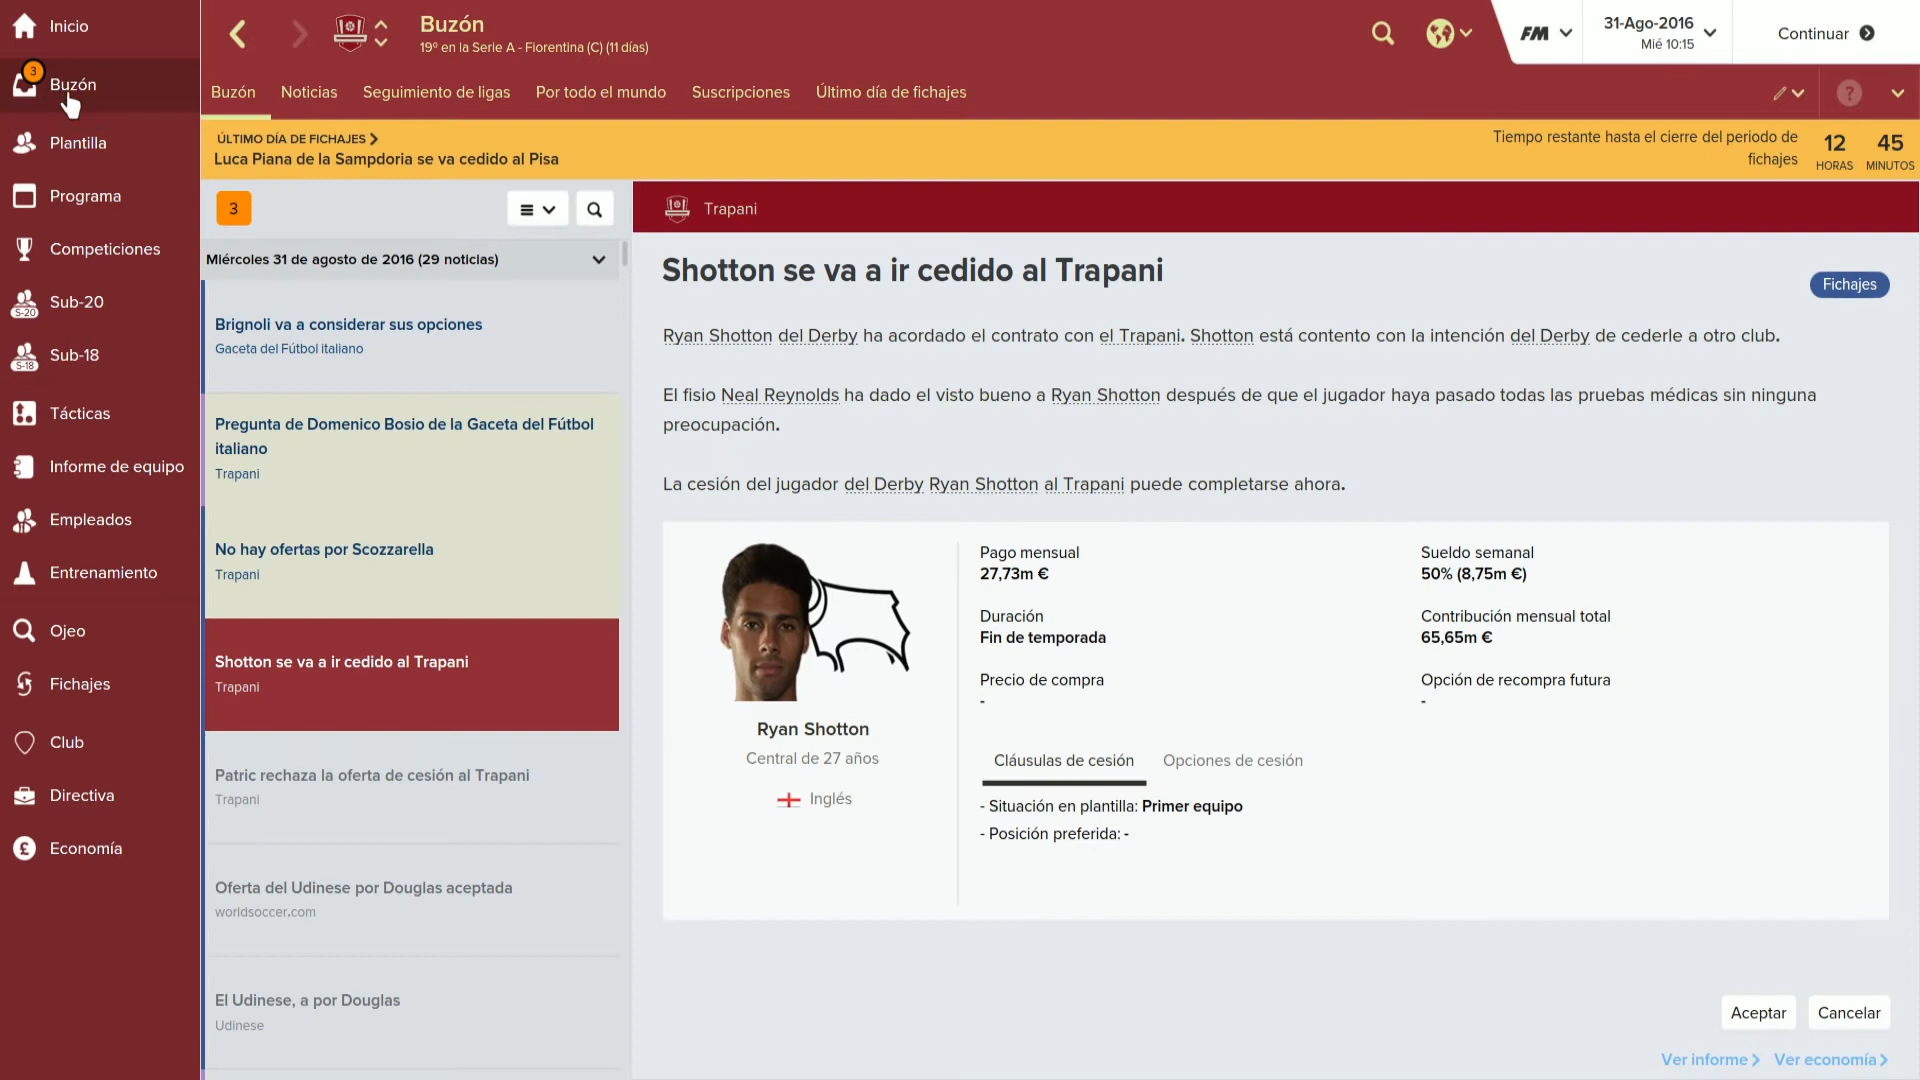 Inicio
3
Buzón
Plantilla
Programa
Competiciones
S-20
Sub-20
S-18
Sub-18
Tácticas
Informe de equipo
Empleados
Entrenamiento
Ojeo
Fichajes
Club
Directiva
Economía
Buzón
19º en la Serie A - Fiorentina (C) (11 días)
FM
31-Ago-2016
Mié 10:15
Continuar
Buzón Noticias Seguimiento de ligas Por todo el mundo Suscripciones Último día de fichajes
?
ÚLTIMO DÍA DE FICHAJES
Luca Piana de la Sampdoria se va cedido al Pisa
Tiempo restante hasta el cierre del periodo de
fichajes
12
HORAS
45
MINUTOS
3
Miércoles 31 de agosto de 2016 (29 noticias)
Brignoli va a considerar sus opciones
Gaceta del Fútbol italiano
Pregunta de Domenico Bosio de la Gaceta del Fútbol
italiano
Trapani
No hay ofertas por Scozzarella
Trapani
Shotton se va a ir cedido al Trapani
Trapani
Patric rechaza la oferta de cesión al Trapani
Trapani
Oferta del Udinese por Douglas aceptada
worldsoccer.com
El Udinese, a por Douglas
Udinese
Trapani
Shotton se va a ir cedido al Trapani
Fichajes
Ryan Shotton del Derby ha acordado el contrato con el Trapani. Shotton está contento con la intención del Derby de cederle a otro club.
El fisio Neal Reynolds ha dado el visto bueno a Ryan Shotton después de que el jugador haya pasado todas las pruebas médicas sin ninguna
preocupación.
La cesión del jugador del Derby Ryan Shotton al Trapani puede completarse ahora.
Ryan Shotton
Central de 27 años
Inglés
Pago mensual
27,73m €
Sueldo semanal
50% (8,75m €)
Duración
Fin de temporada
Contribución mensual total
65,65m €
Precio de compra
-
Opción de recompra futura
-
Cláusulas de cesión Opciones de cesión
- Situación en plantilla: Primer equipo
- Posición preferida: -
Aceptar Cancelar
Ver informe Ver economía